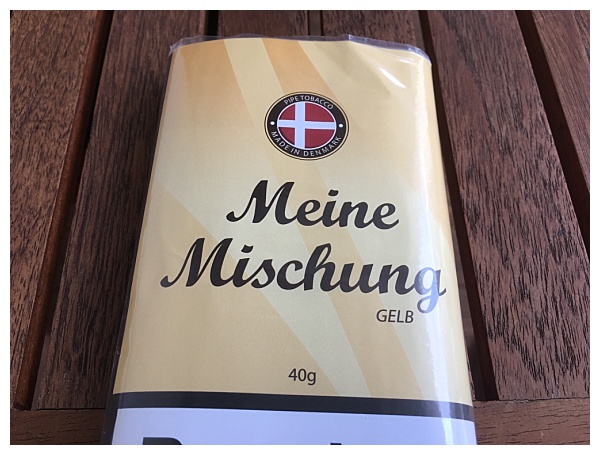 PIPE TOBACCO
MADE IN DENMARK
Meine
Mischung
GELB
40g